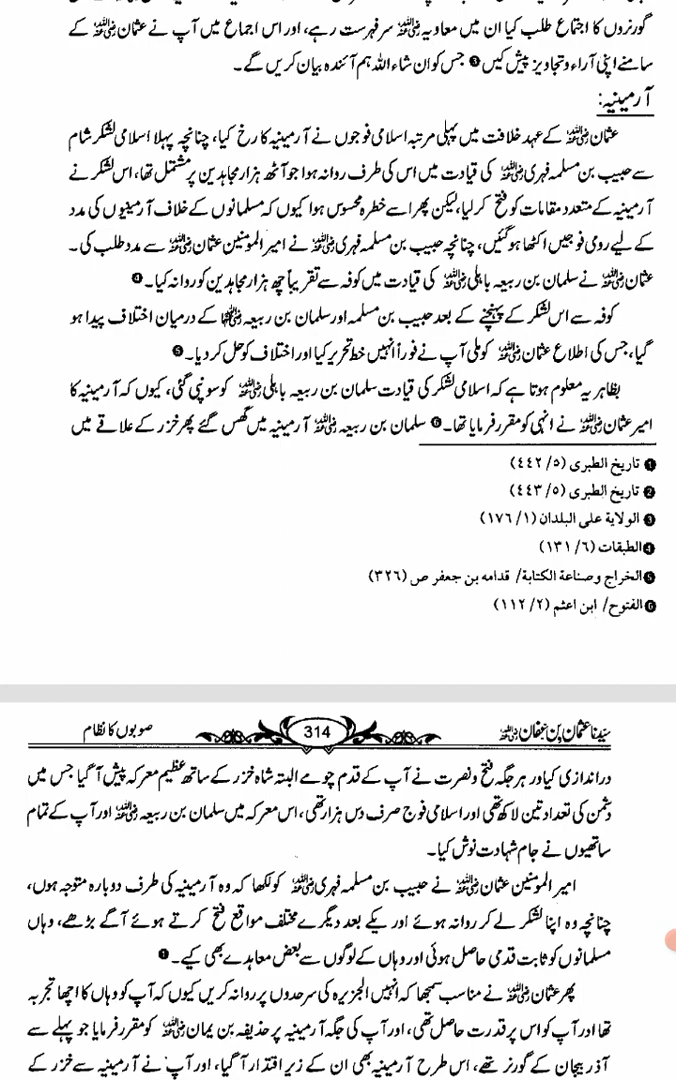 گورنروں کا اجتماع طلب کیا ان میں معاویہ رضی اللہ عنہ سر فہرست رہے، اور اس اجماع میں آپ نے عثمان رضی اللہ عنہ کے
سامنے اپنی آراء و تجاویز پیش کیں ❸ جس کو ان شاء اللہ ہم آئندہ بیان کریں گے۔
آرمینیہ:
عثمان رضی اللہ عنہ کے عہد خلافت میں پہلی مرتبہ اسلامی فوجوں نے آرمینیہ کا رخ کیا، چنانچہ پہلا اسلامی لشکر شام
سے حبیب بن مسلمہ فہری رضی اللہ عنہ کی قیادت میں اس کی طرف روانہ ہوا جو آٹھ ہزار مجاہدین پر مشتمل تھا، اس لشکر نے
آرمینیہ کے متعدد مقامات کو فتح کر لیا، لیکن پھر اسے خطرہ محسوس ہوا کیوں کہ مسلمانوں کے خلاف آرمینیوں کی مدد
کے لیے رومی فوجیں اکٹھا ہو گئیں، چنانچہ حبیب بن مسلمہ فہری رضی اللہ عنہ نے امیر المومنین عثمان رضی اللہ عنہ سے مدد طلب کی۔
عثمان رضی اللہ عنہ نے سلمان بن ربیعہ باہلی رضی اللہ عنہ کی قیادت میں کوفہ سے تقریباً چھ ہزار مجاہدین کو روانہ کیا۔ ❹
کوفہ سے اس لشکر کے پہنچنے کے بعد حبیب بن مسلمہ اور سلمان بن ربیعہ رضی اللہ عنہما کے درمیان اختلاف پیدا ہو
گیا، جس کی اطلاع عثمان رضی اللہ عنہ کو ملی آپ نے فوراً انہیں خط تحریر کیا اور اختلاف کو حل کر دیا۔ ❺
بظاہر یہ معلوم ہوتا ہے کہ اسلامی لشکر کی قیادت سلمان بن ربیعہ باہلی رضی اللہ عنہ کو سونپی گئی، کیوں کہ آرمینیہ کا
امیر عثمان رضی اللہ عنہ نے انہی کو مقرر فرمایا تھا۔ ❻ سلمان بن ربیعہ رضی اللہ عنہ آرمینیہ میں گھس گئے پھر خزر کے علاقے میں
❶ تاریخ الطبری (٥/٤٤٢)
❷ تاریخ الطبری (٥/٤٤٣)
❸ الولایة علی البلدان (١/١٧٦)
❹ الطبقات (٦/١٣١)
❺ الخراج وصناعة الکتابة/ قدامه بن جعفر ص (٣٢٦)
❻ الفتوح/ ابن اعثم (٢/١١٢)
سیدنا عثمان بن عفان رضی اللہ عنہ 314 صوبوں کا نظام
در اندازی کی اور ہر جگہ فتح و نصرت نے آپ کے قدم چومے البتہ شاہ خزر کے ساتھ عظیم معرکہ پیش آ گیا جس میں
دشمن کی تعداد تین لاکھ تھی اور اسلامی فوج صرف دس ہزار تھی، اس معرکہ میں سلمان بن ربیعہ رضی اللہ عنہ اور آپ کے تمام
ساتھیوں نے جام شہادت نوش کیا۔
امیر المومنین عثمان رضی اللہ عنہ نے حبیب بن مسلمہ فہری رضی اللہ عنہ کو لکھا کہ وہ آرمینیہ کی طرف دوبارہ متوجہ ہوں،
چنانچہ وہ اپنا لشکر لے کر روانہ ہوئے اور یکے بعد دیگرے مختلف مواقع فتح کرتے ہوئے آگے بڑھے، وہاں
مسلمانوں کو ثابت قدمی حاصل ہوئی اور وہاں کے لوگوں سے بعض معاہدے بھی کیے۔ ❶
پھر عثمان رضی اللہ عنہ نے مناسب سمجھا کہ انہیں الجزیرہ کی سرحدوں پر روانہ کریں کیوں کہ آپ کو وہاں کا اچھا تجربہ
تھا اور آپ کو اس پر قدرت حاصل تھی، اور آپ کی جگہ آرمینیہ پر حذیفہ بن یمان رضی اللہ عنہ کو مقرر فرمایا جو پہلے سے
آذربیجان کے گورنر تھے، اس طرح آرمینیہ بھی ان کے زیر اقتدار آ گیا، اور آپ نے آرمینیہ سے خزر کے